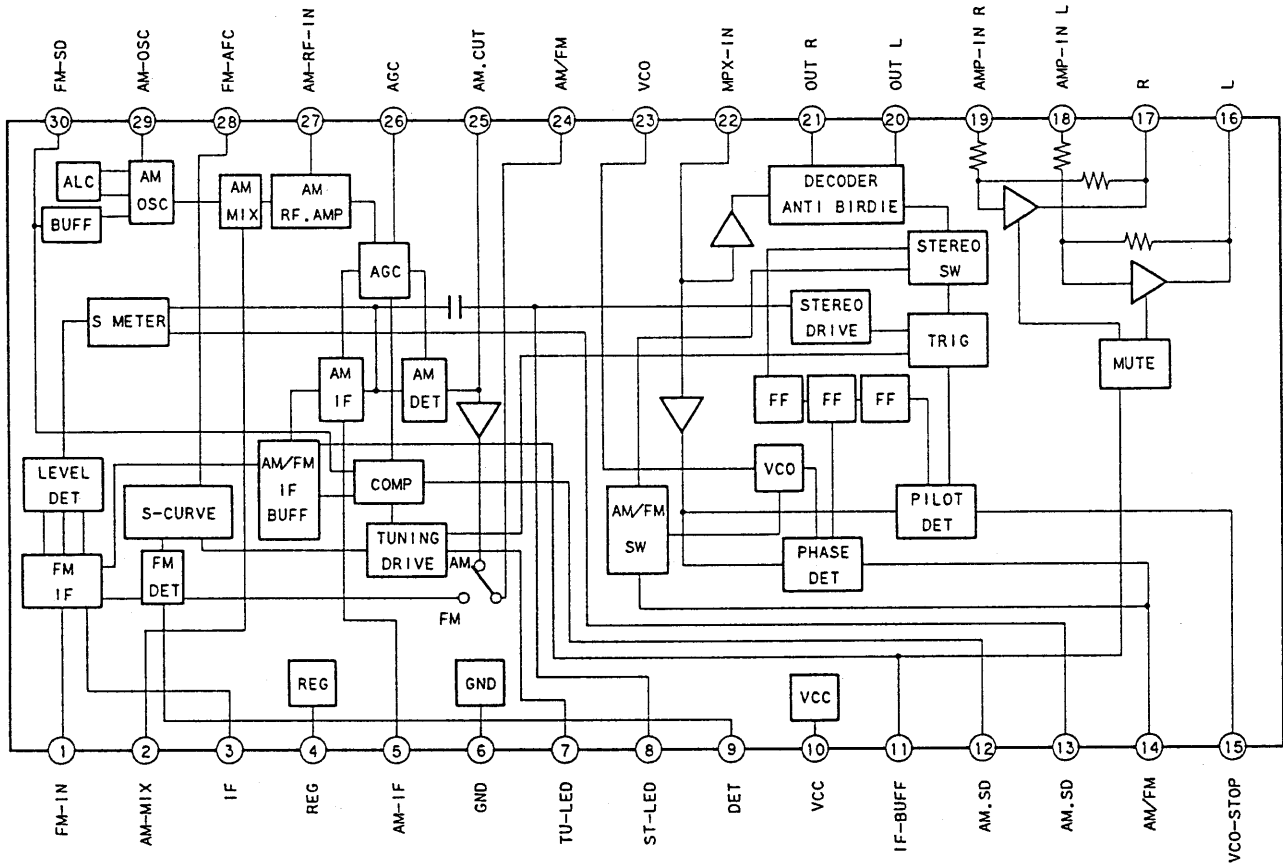 FM-SD
AM-OSC
FM-AFC
AM-RF-IN
AGC
AM.CUT
AM/FM
VCO
MPX-IN
OUT R
OUT L
AMP-IN R
AMP-IN L
R
L
30
29
28
27
26
25
24
23
22
21
20
19
18
17
16
ALC
AM
OSC
BUFF
AM
MIX
AM
RF.AMP
AGC
DECODER
ANTI BIRDIE
STEREO
SW
S METER
STEREO
DRIVE
TRIG
MUTE
AM
IF
AM
DET
FF
FF
FF
LEVEL
DET
S-CURVE
AM/FM
IF
BUFF
COMP
VCO
AM/FM
SW
PILOT
DET
TUNING
DRIVE
PHASE
DET
FM
IF
FM
DET
AM
FM
REG
GND
VCC
1
2
3
4
5
6
7
8
9
10
11
12
13
14
15
FM-IN
AM-MIX
IF
REG
AM-IF
GND
TU-LED
ST-LED
DET
VCC
IF-BUFF
AM.SD
AM.SD
AM/FM
VCO-STOP